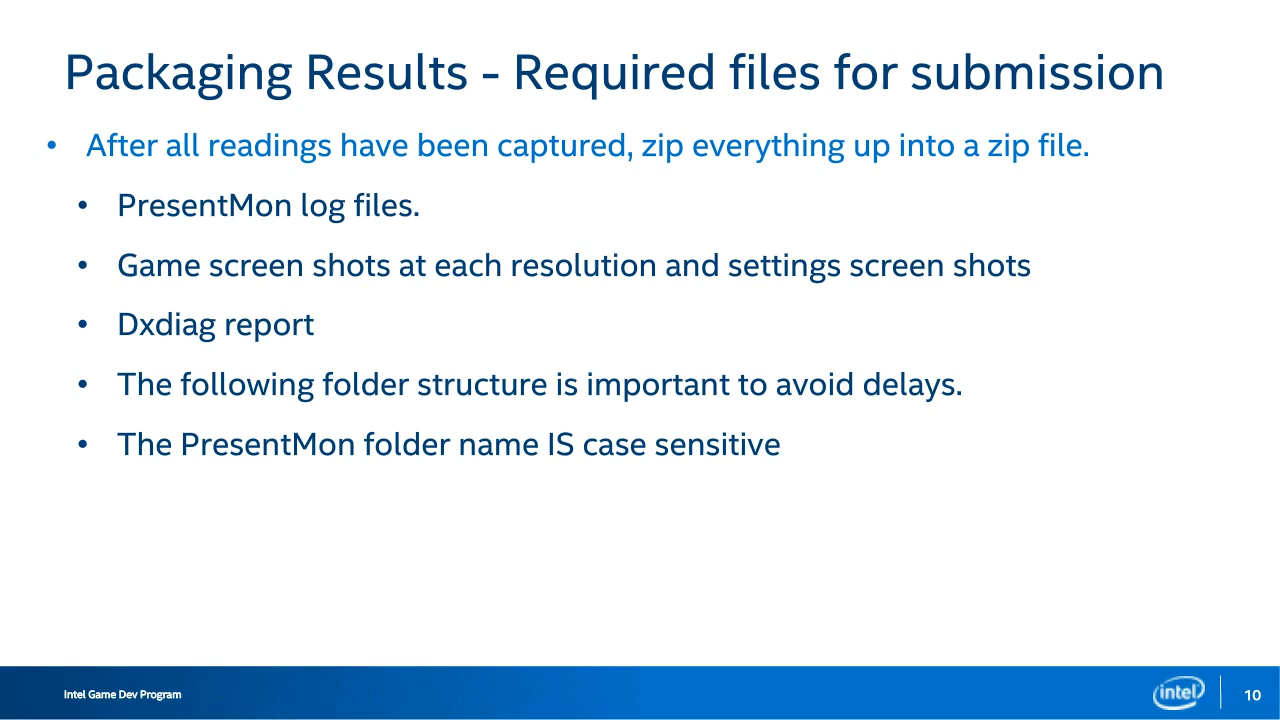 Packaging Results - Required files for submission
• After all readings have been captured, zip everything up into a zip file.
• PresentMon log files.
• Game screen shots at each resolution and settings screen shots
• Dxdiag report
• The following folder structure is important to avoid delays.
• The PresentMon folder name IS case sensitive
Intel Game Dev Program
intel
10